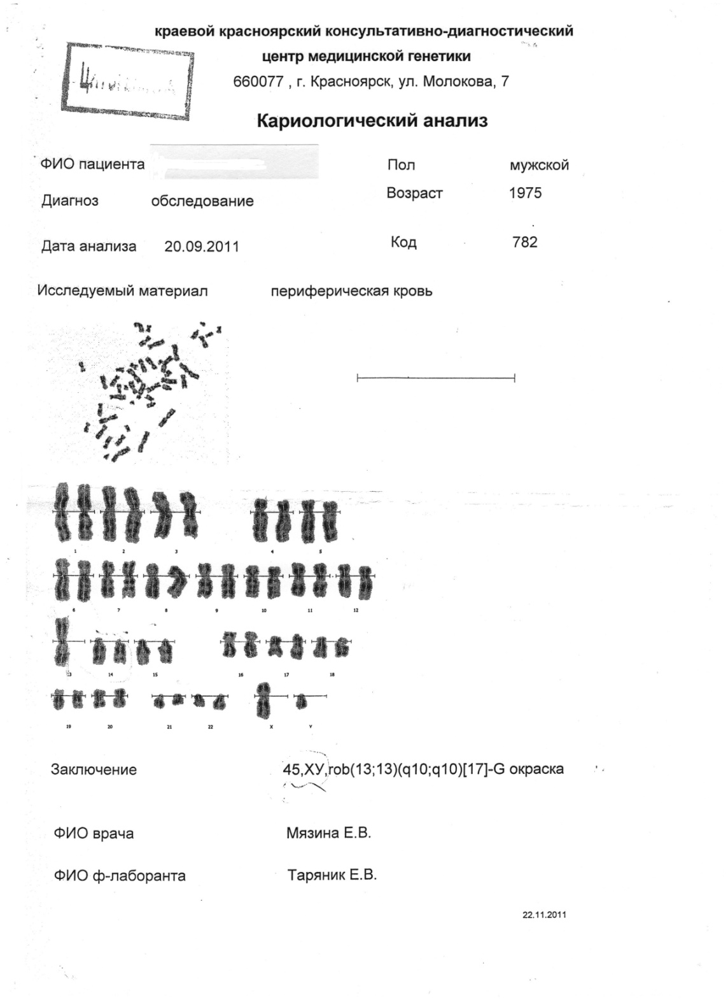 краевой красноярский консультативно-диагностический
центр медицинской генетики
660077 , г. Красноярск, ул. Молокова, 7
Кариологический анализ
ФИО пациента Пол мужской
Диагноз обследование Возраст 1975
Дата анализа 20.09.2011 Код 782
Исследуемый материал периферическая кровь
1 2 3 4 5
6 7 8 9 10 11 12
13 14 15 16 17 18
19 20 21 22 X Y
Заключение 45,ХУ,rob(13;13)(q10;q10)[17]-G окраска
ФИО врача Мязина Е.В.
ФИО ф-лаборанта Таряник Е.В.
22.11.2011